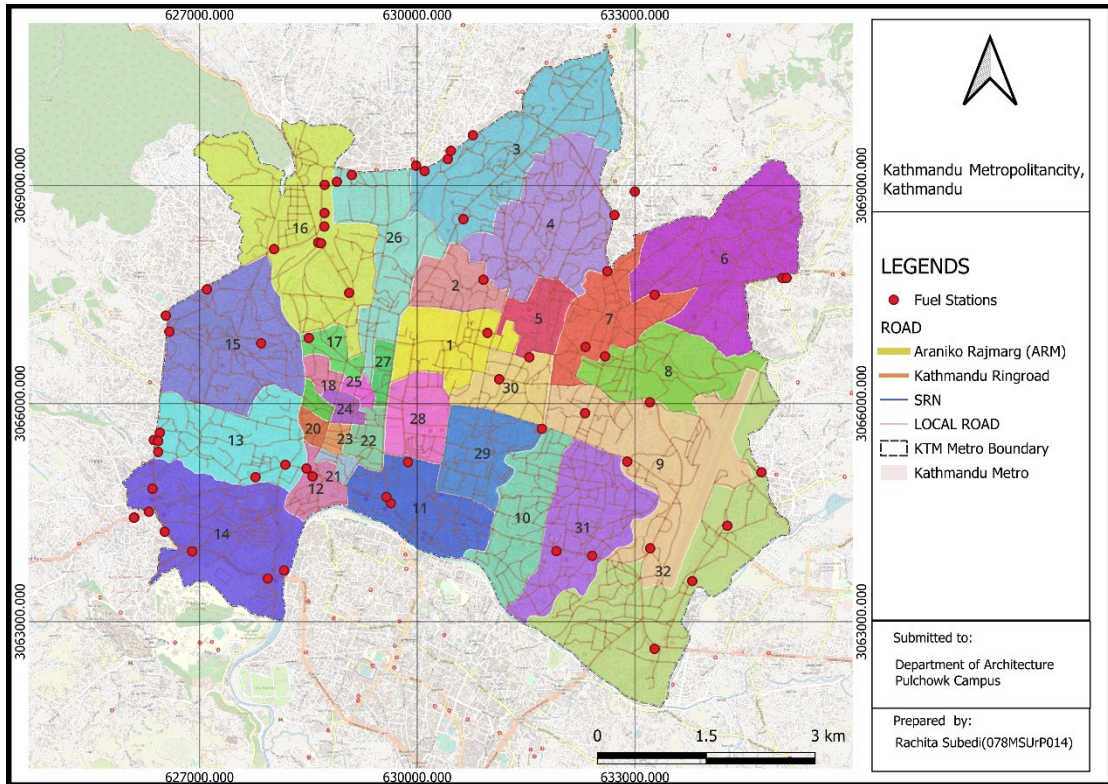 627000.000 630000.000 633000.000
3069000.000 3069000.000
3066000.000 3066000.000
3063000.000 3063000.000
3
4
16
26
6
2
5
7
15
17
1
27
8
18
25
30
24
28
13
20
23
22
29
9
21
12
11
10
31
14
32
0 1.5 3 km
627000.000 630000.000 633000.000
Kathmandu Metropolitancity,
Kathmandu
LEGENDS
Fuel Stations
ROAD
Araniko Rajmarg (ARM)
Kathmandu Ringroad
SRN
LOCAL ROAD
KTM Metro Boundary
Kathmandu Metro
Submitted to:
Department of Architecture
Pulchowk Campus
Prepared by:
Rachita Subedi(078MSUrP014)